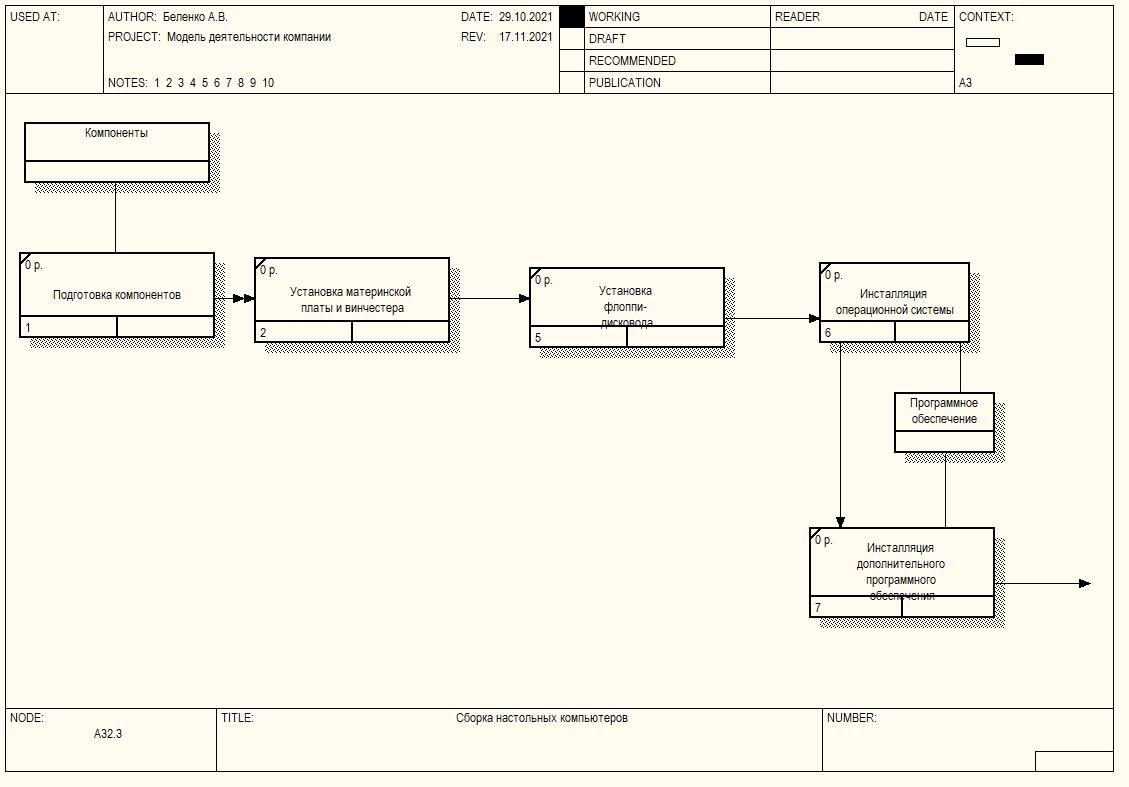 USED AT:
AUTHOR: Беленко А.В.
DATE: 29.10.2021
PROJECT: Модель деятельности компании
REV: 17.11.2021
NOTES: 1 2 3 4 5 6 7 8 9 10
WORKING
DRAFT
RECOMMENDED
PUBLICATION
READER
DATE
CONTEXT:
A3
Компоненты
0 р.
Подготовка компонентов
1
0 р.
Установка материнской
платы и винчестера
2
0 р.
Установка
флоппи-
дисковода
5
0 р.
Инсталляция
операционной системы
6
Программное
обеспечение
0 р.
Инсталляция
дополнительного
программного
обеспечения
7
NODE:
A32.3
TITLE:
Сборка настольных компьютеров
NUMBER: